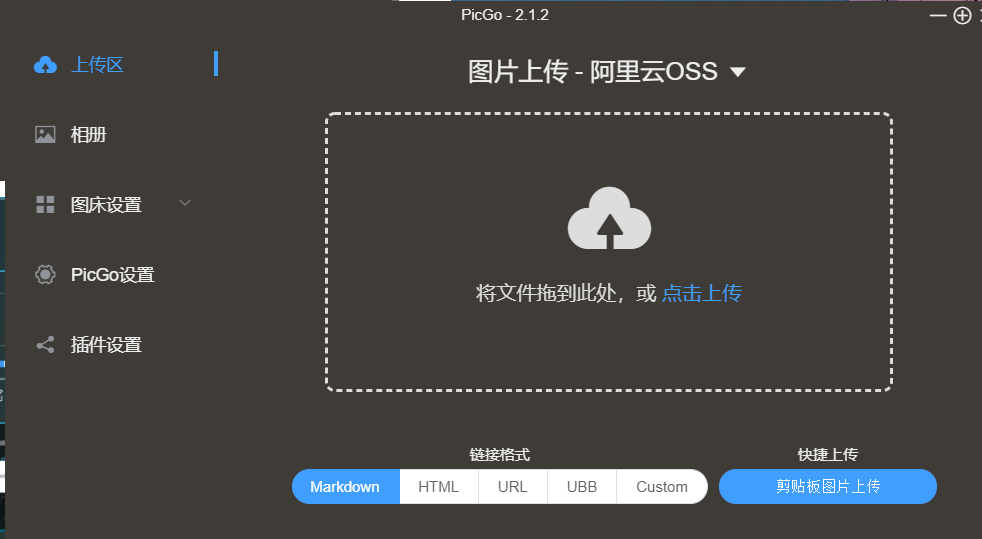 PicGo - 2.1.2
上传区
相册
图床设置
PicGo设置
插件设置
图片上传 - 阿里云OSS
将文件拖到此处，或 点击上传
链接格式
Markdown HTML URL UBB Custom
快捷上传
剪贴板图片上传